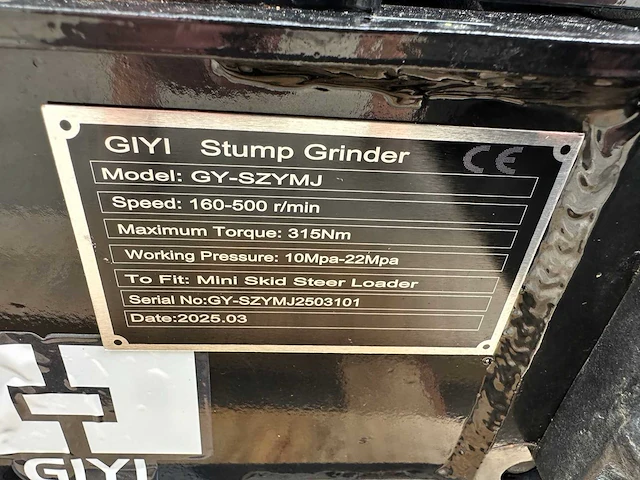 GIYI Stump Grinder CE
Model: GY-SZYMJ
Speed: 160-500 r/min
Maximum Torque: 315Nm
Working Pressure: 10Mpa-22Mpa
To Fit: Mini Skid Steer Loader
Serial No:GY-SZYMJ2503101
Date:2025.03
GIYI